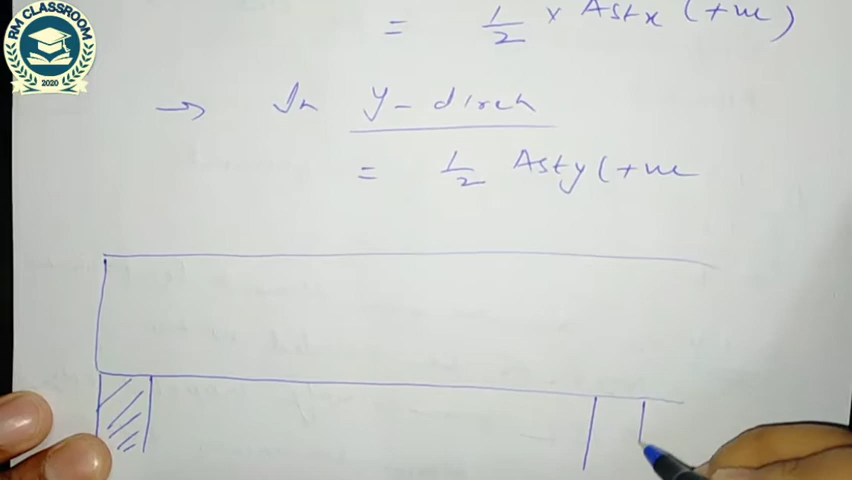 RM CLASSROOM
2020
= 1/2 x Astx (+ve)
→ In y-dirch
= 1/2 Asty (+ve